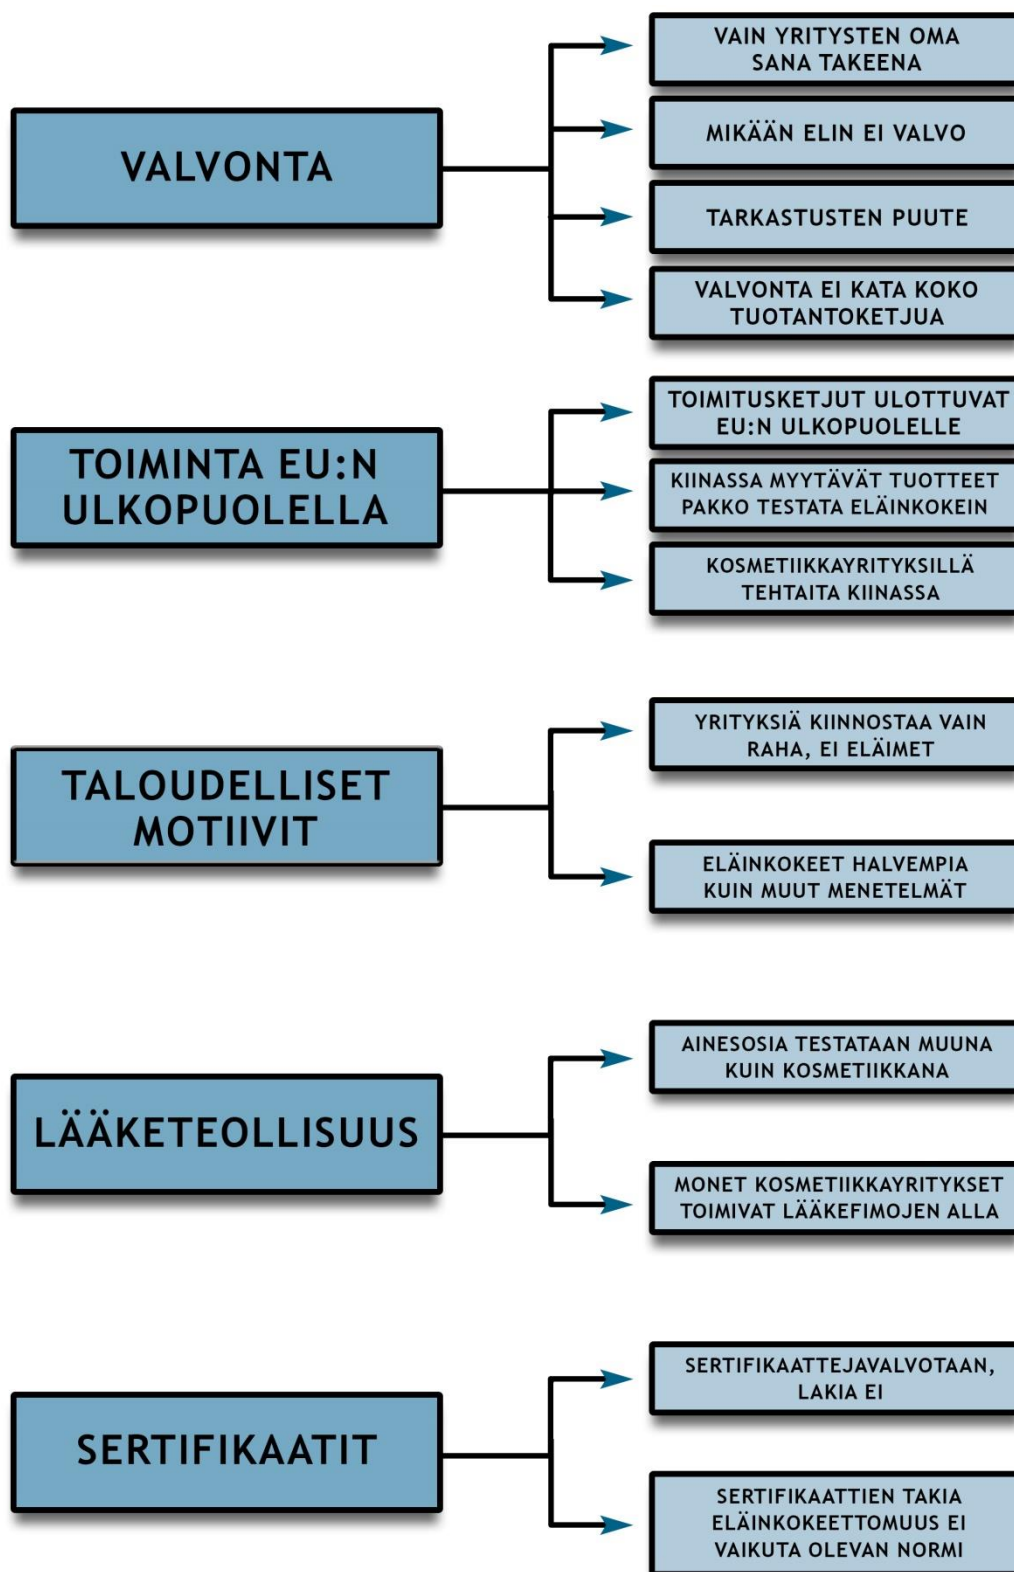 VALVONTA
VAIN YRITYSTEN OMA
SANA TAKEENA
MIKÄÄN ELIN EI VALVO
TARKASTUSTEN PUUTE
VALVONTA EI KATA KOKO
TUOTANTOKETJUA
TOIMINTA EU:N
ULKOPUOLELLA
TOIMITUSKETJUT ULOTTUVAT
EU:N ULKOPUOLELLE
KIINASSA MYYTÄVÄT TUOTTEET
PAKKO TESTATA ELÄINKOKEIN
KOSMETIIKKAYRITYKSILLÄ
TEHTAITA KIINASSA
TALOUDELLISET
MOTIIVIT
YRITYKSIÄ KIINNOSTAA VAIN
RAHA, EI ELÄIMET
ELÄINKOKEET HALVEMPIA
KUIN MUUT MENETELMÄT
LÄÄKETEOLLISUUS
AINESOSIA TESTATAAN MUUNA
KUIN KOSMETIIKKANA
MONET KOSMETIIKKAYRITYKSET
TOIMIVAT LÄÄKEFIMOJEN ALLA
SERTIFIKAATIT
SERTIFIKAATTEJAVALVOTAAN,
LAKIA EI
SERTIFIKAATTIEN TAKIA
ELÄINKOKEETTOMUUS EI
VAIKUTA OLEVAN NORMI